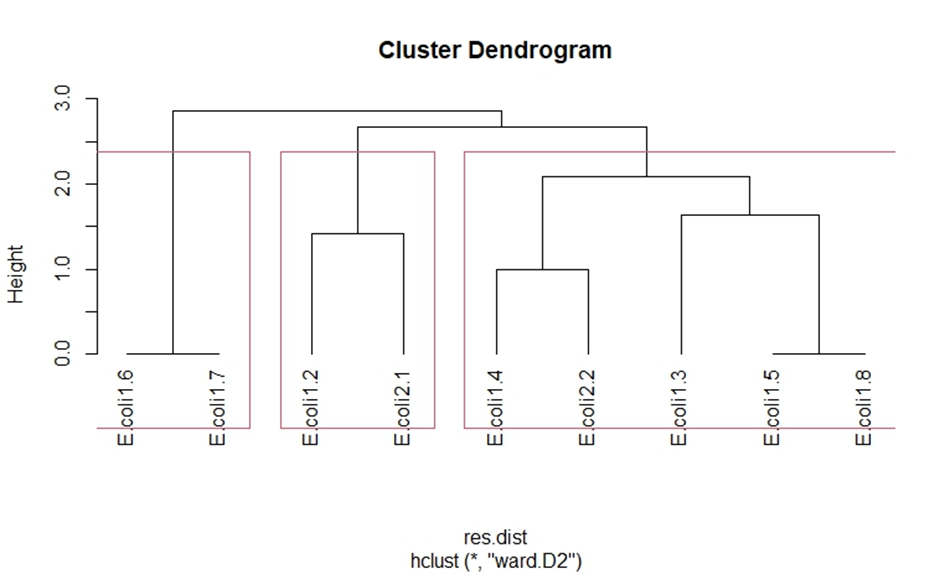 Cluster Dendrogram
Height
3.0
2.0
1.0
0.0
E.coli1.6
E.coli1.7
E.coli1.2
E.coli2.1
E.coli1.4
E.coli2.2
E.coli1.3
E.coli1.5
E.coli1.8
res.dist
hclust (*, "ward.D2")